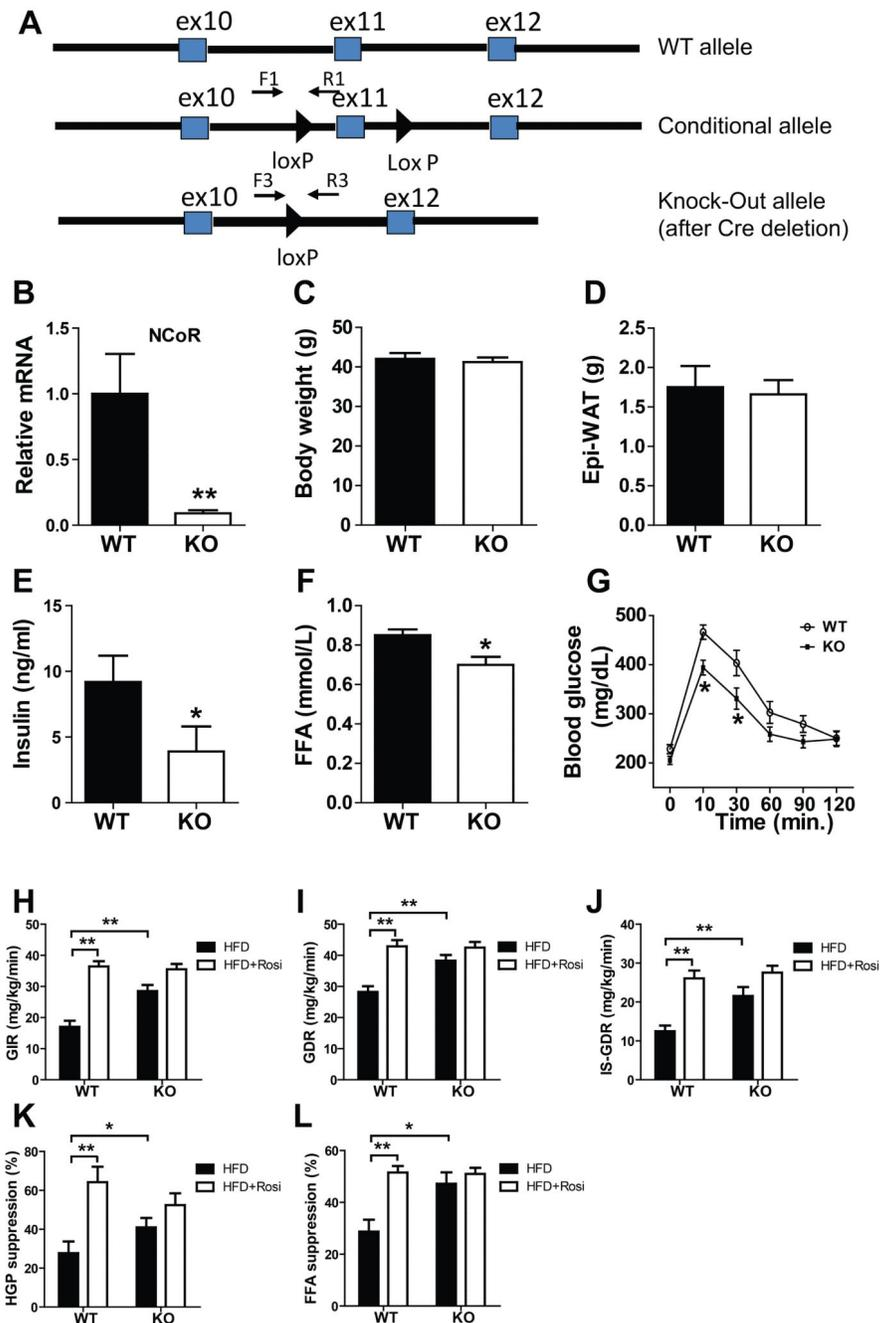 A
ex10 ex11 ex12
WT allele
F1 R1
ex10 ex11 ex12
Conditional allele
loxP Lox P
F3 R3
ex10 ex12
Knock-Out allele
(after Cre deletion)
loxP
B
Relative mRNA
NCoR
1.5
1.0
0.5
0.0
**
WT KO
C
Body weight (g)
50
40
30
20
10
0
WT KO
D
Epi-WAT (g)
2.5
2.0
1.5
1.0
0.5
0.0
WT KO
E
Insulin (ng/ml)
15
10
5
0
*
WT KO
F
FFA (mmol/L)
1.0
0.8
0.6
0.4
0.2
0.0
*
WT KO
G
Blood glucose
(mg/dL)
500
400
300
200
WT
KO
*
*
0 10 30 60 90 120
Time (min.)
H
GIR (mg/kg/min)
50
40
30
20
10
0
**
**
HFD
HFD+Rosi
WT KO
I
GDR (mg/kg/min)
50
40
30
20
10
0
**
**
HFD
HFD+Rosi
WT KO
J
IS-GDR (mg/kg/min)
40
30
20
10
0
**
**
HFD
HFD+Rosi
WT KO
K
HGP suppression (%)
80
60
40
20
0
*
**
HFD
HFD+Rosi
WT KO
L
FFA suppression (%)
60
40
20
0
*
**
HFD
HFD+Rosi
WT KO